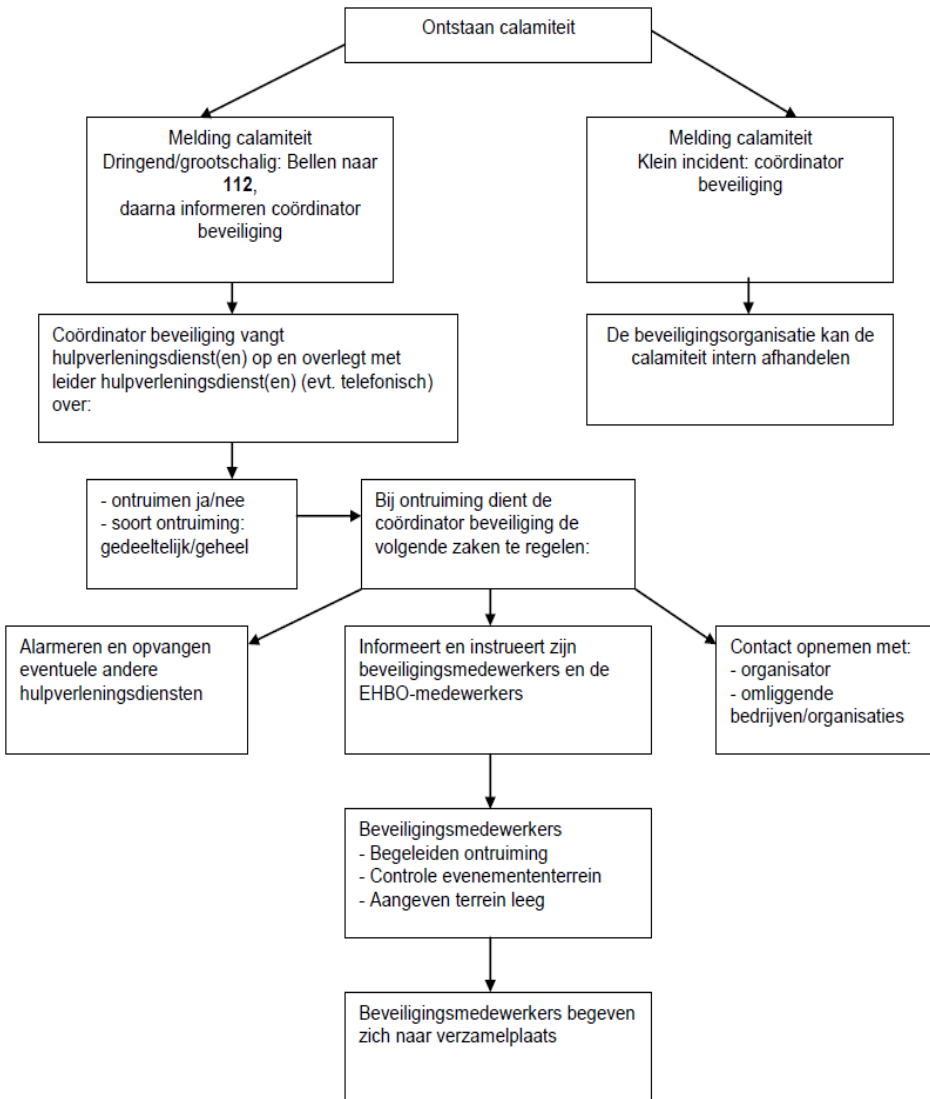 Ontstaan calamiteit
Melding calamiteit
Dringend/grootschalig: Bellen naar
112,
daarna informeren coördinator
beveiliging
Melding calamiteit
Klein incident: coördinator
beveiliging
Coördinator beveiliging vangt
hulpverleningsdienst(en) op en overlegt met
leider hulpverleningsdienst(en) (evt. telefonisch)
over:
De beveiligingsorganisatie kan de
calamiteit intern afhandelen
- ontruimen ja/nee
- soort ontruiming:
gedeeltelijk/geheel
Bij ontruiming dient de
coördinator beveiliging de
volgende zaken te regelen:
Alarmeren en opvangen
eventuele andere
hulpverleningsdiensten
Informeert en instrueert zijn
beveiligingsmedewerkers en de
EHBO-medewerkers
Contact opnemen met:
- organisator
- omliggende
bedrijven/organisaties
Beveiligingsmedewerkers
- Begeleiden ontruiming
- Controle evenemententerrein
- Aangeven terrein leeg
Beveiligingsmedewerkers begeven
zich naar verzamelplaats